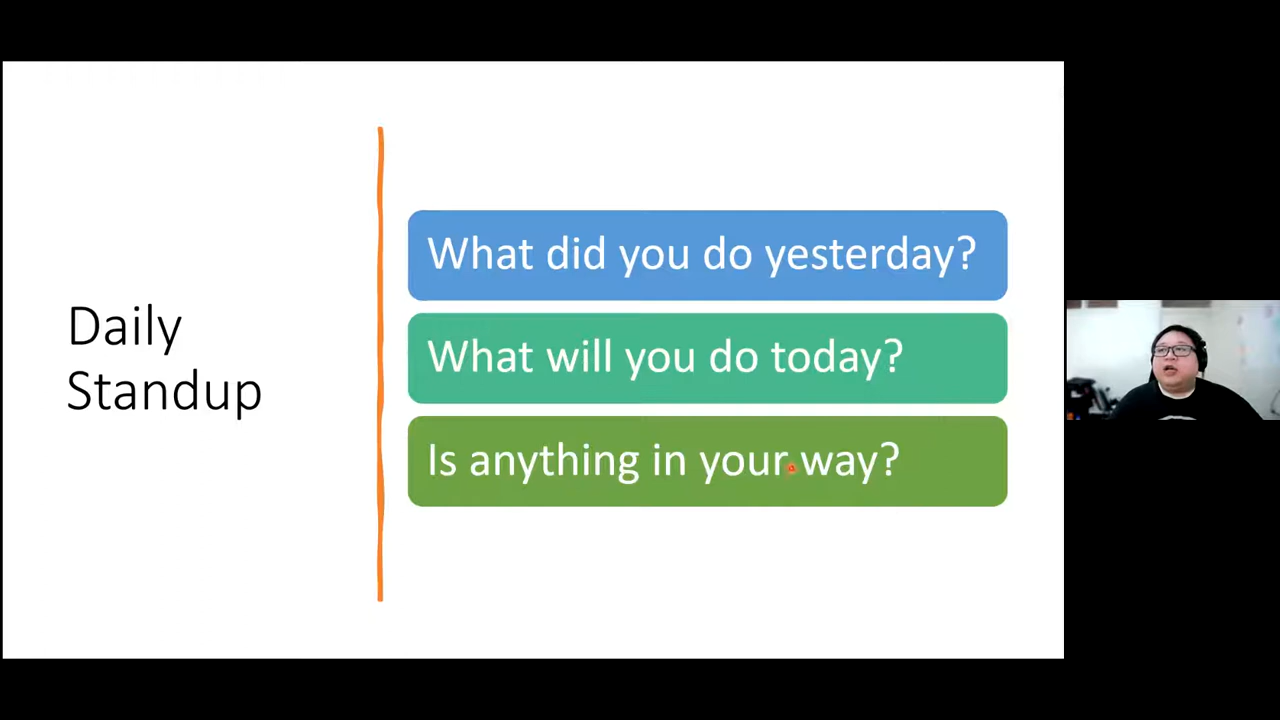 Daily
Standup
What did you do yesterday?
What will you do today?
Is anything in your way?